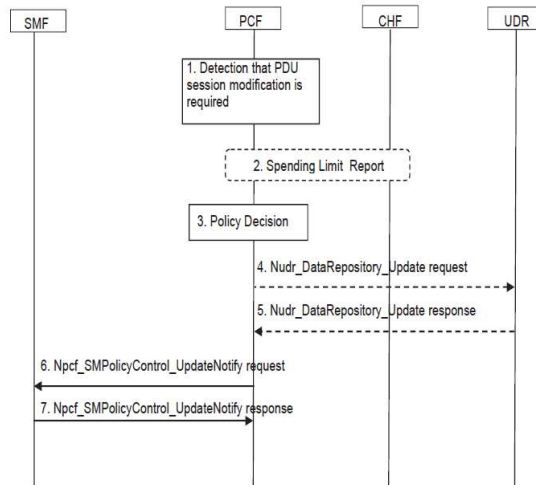 SMF
PCF
CHF
UDR
1. Detection that PDU
session modification is
required
2. Spending Limit Report
3. Policy Decision
4. Nudr_DataRepository_Update request
5. Nudr_DataRepository_Update response
6. Npcf_SMPolicyControl_UpdateNotify request
7. Npcf_SMPolicyControl_UpdateNotify response